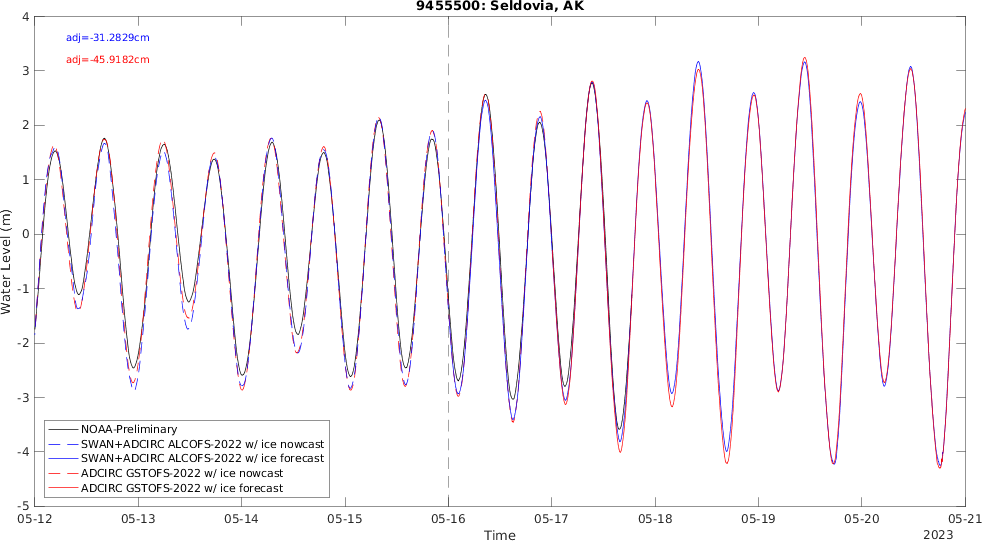 9455500: Seldovia, AK
adj=-31.2829cm
adj=-45.9182cm
4
3
2
1
0
-1
-2
-3
-4
-5
Water Level (m)
NOAA-Preliminary
SWAN+ADCIRC ALCOFS-2022 w/ ice nowcast
SWAN+ADCIRC ALCOFS-2022 w/ ice forecast
ADCIRC GSTOFS-2022 w/ ice nowcast
ADCIRC GSTOFS-2022 w/ ice forecast
05-12 05-13 05-14 05-15 05-16 05-17 05-18 05-19 05-20 05-21
Time
2023